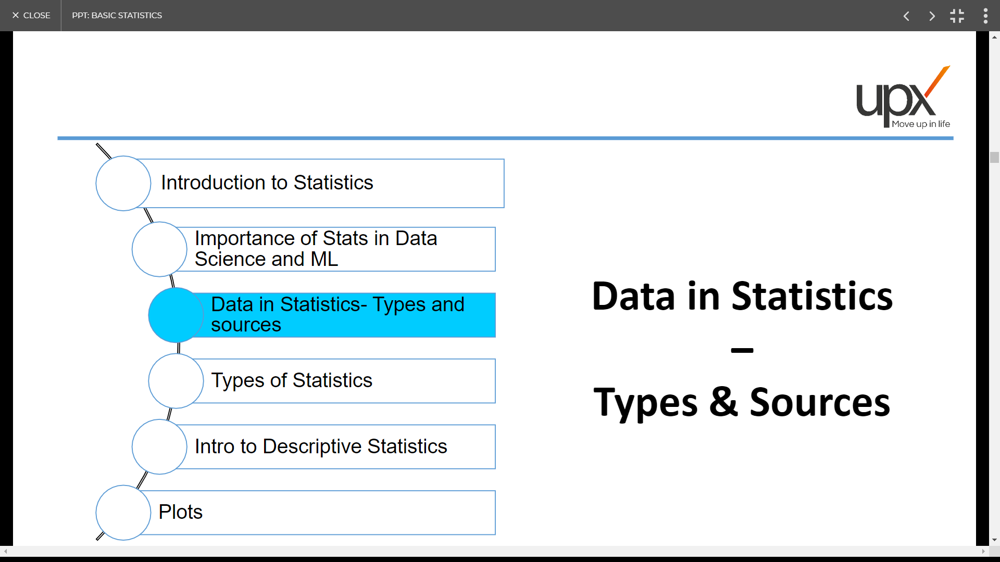 CLOSE
PPT: BASIC STATISTICS
upx
Move up in life
Introduction to Statistics
Importance of Stats in Data
Science and ML
Data in Statistics- Types and
sources
Types of Statistics
Intro to Descriptive Statistics
Plots
Data in Statistics
–
Types & Sources